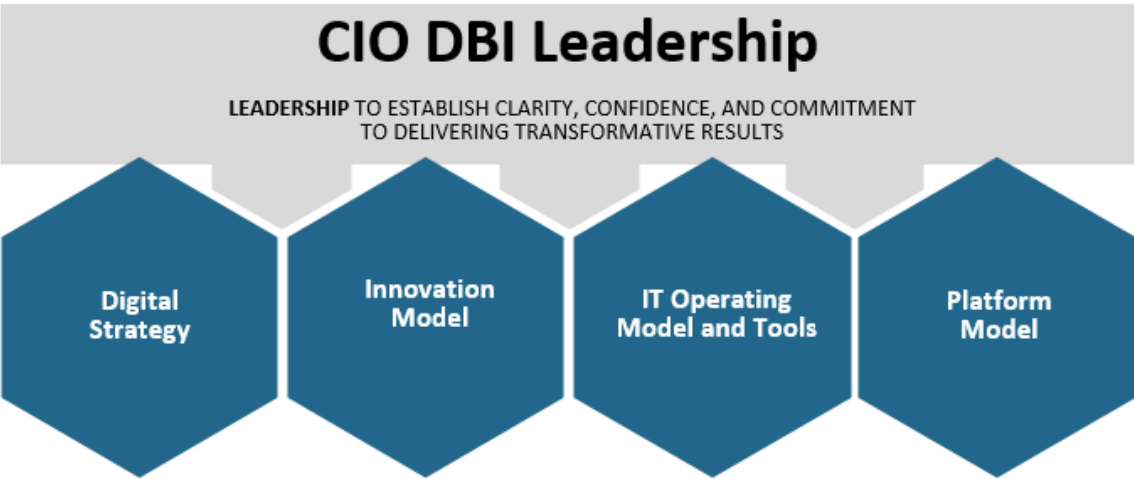 CIO DBI Leadership
LEADERSHIP TO ESTABLISH CLARITY, CONFIDENCE, AND COMMITMENT
TO DELIVERING TRANSFORMATIVE RESULTS
Digital
Strategy
Innovation
Model
IT Operating
Model and Tools
Platform
Model